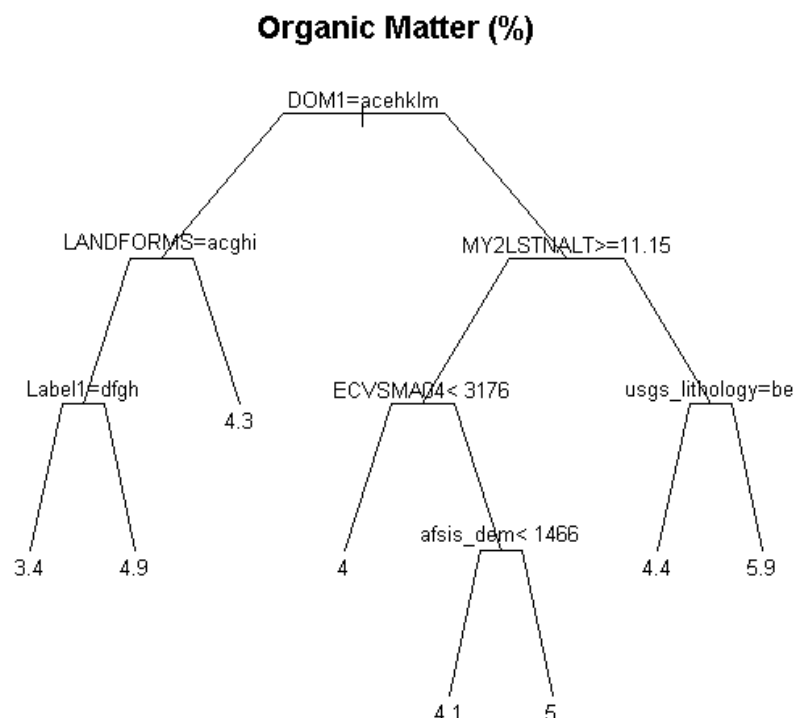 Organic Matter (%)
DOM1=acehklm
LANDFORMS=acghi
MY2LSTNALT>=11.15
Label1=dfgh
4.3
ECVSMA04< 3176
usgs_lithology=be
3.4
4.9
4
afsis_dem< 1466
4.4
5.9
4.1
5